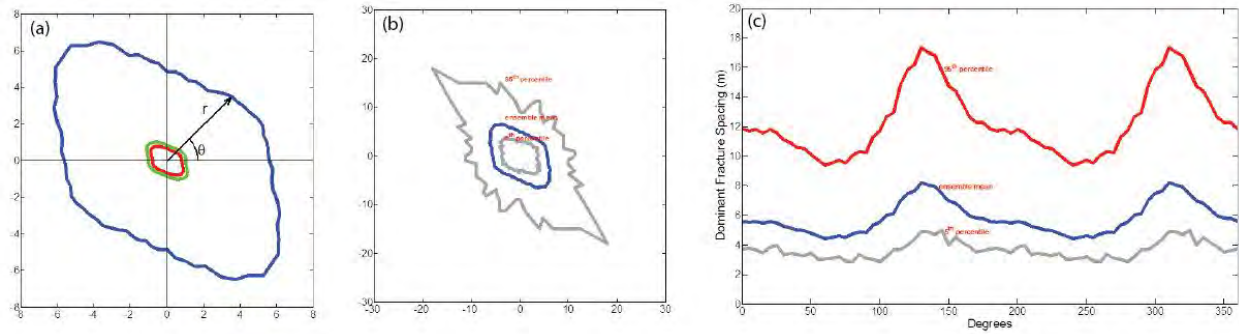 (a)
8
6
4
2
0
-2
-4
-6
-8
-8 -6 -4 -2 0 2 4 6 8
r
θ
(b)
30
20
10
0
-10
-20
-30
-30 -20 -10 0 10 20 30
percentile
ensemble
percentile
(c)
Dominant Fracture Spacing (m)
20
18
16
14
12
10
8
6
4
2
0
0 50 100 150 200 250 300 350
Degrees
percentile
ensemble mean
percentile